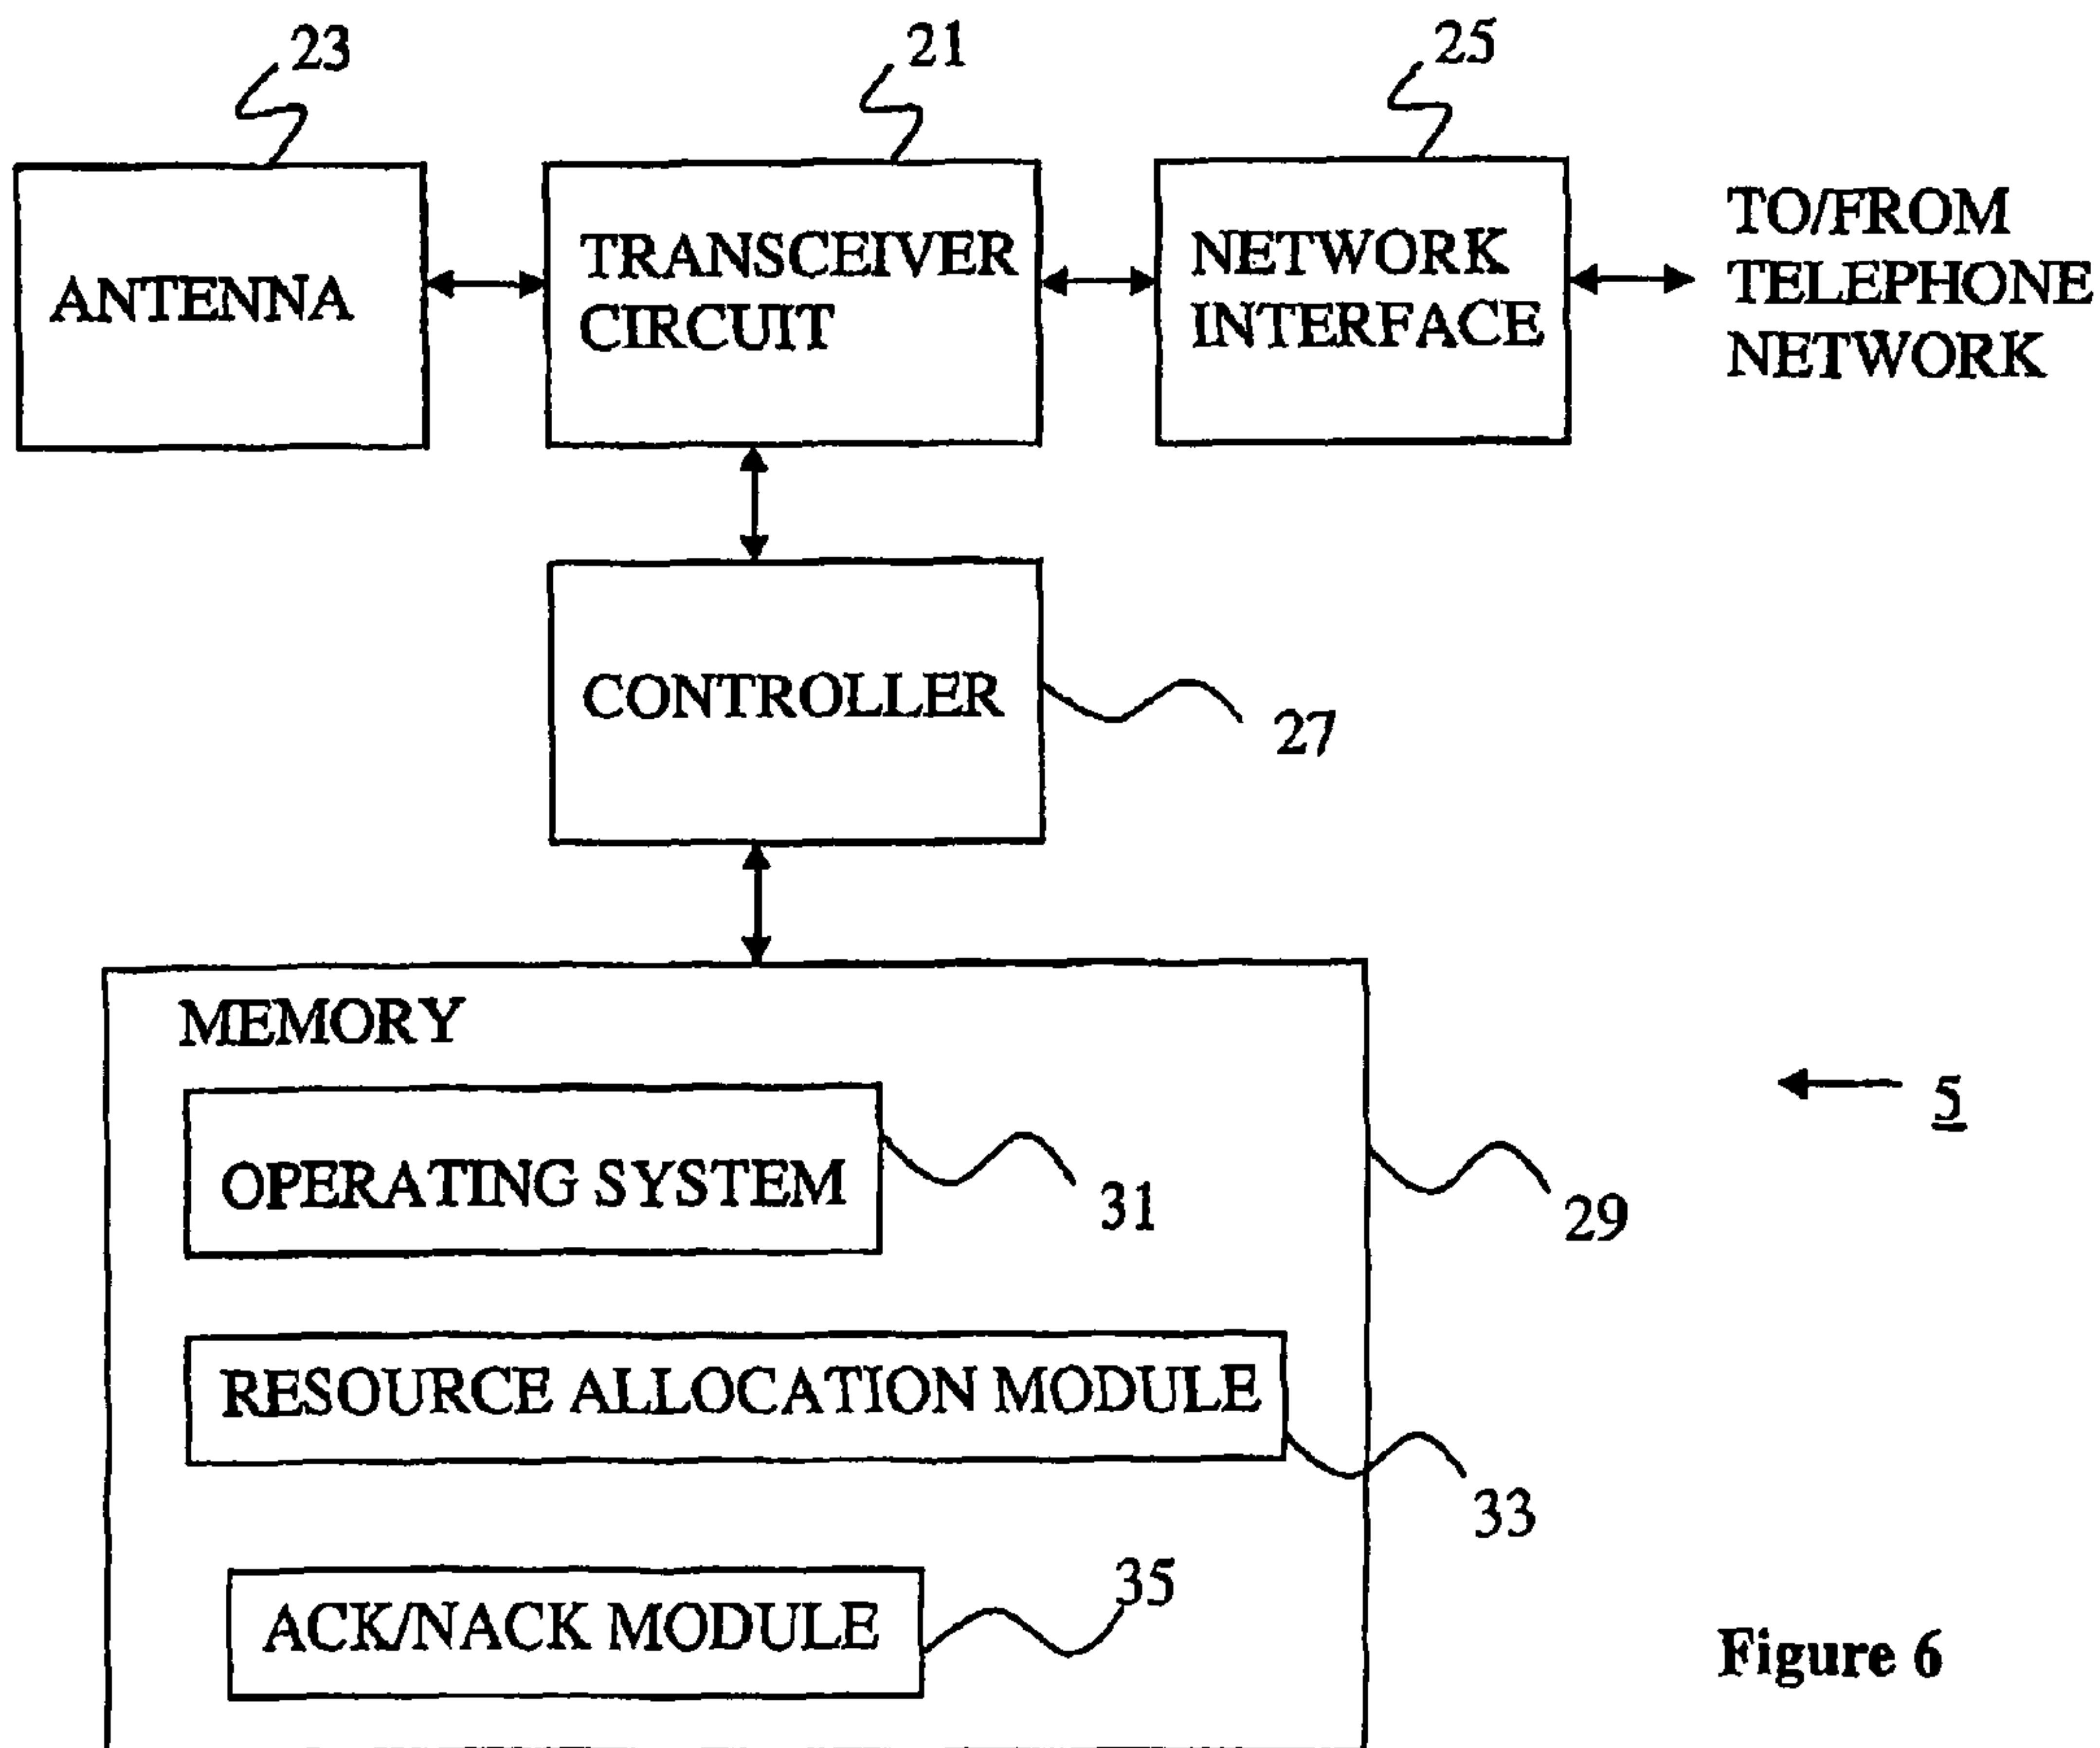 23
21
25
ANTENNA
TRANSCEIVER
CIRCUIT
NETWORK
INTERFACE
TO/FROM
TELEPHONE
NETWORK
CONTROLLER
27
MEMORY
5
OPERATING SYSTEM
31
29
RESOURCE ALLOCATION MODULE
33
ACK/NACK MODULE
35
Figure 6